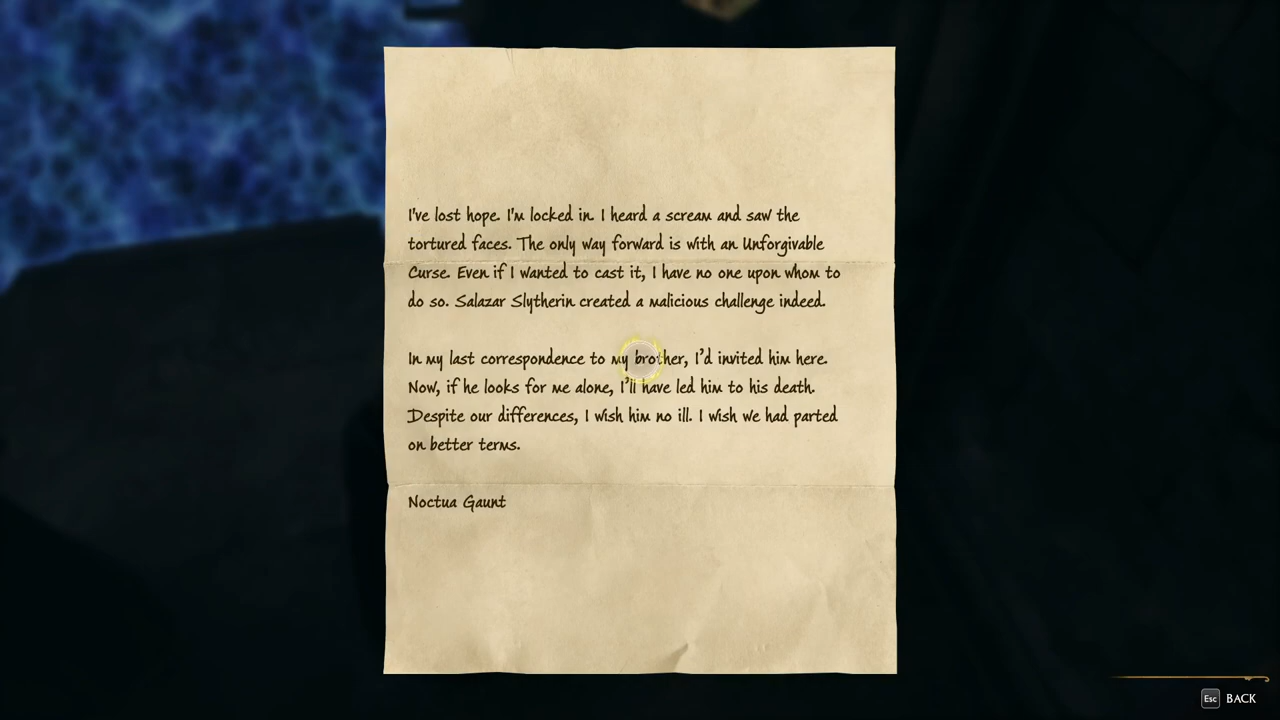 I've lost hope. I'm locked in. I heard a scream and saw the
tortured faces. The only way forward is with an Unforgivable
Curse. Even if I wanted to cast it, I have no one upon whom to
do so. Salazar Slytherin created a malicious challenge indeed.
In my last correspondence to my brother, I'd invited him here.
Now, if he looks for me alone, I'll have led him to his death.
Despite our differences, I wish him no ill. I wish we had parted
on better terms.
Noctua Gaunt
Esc BACK